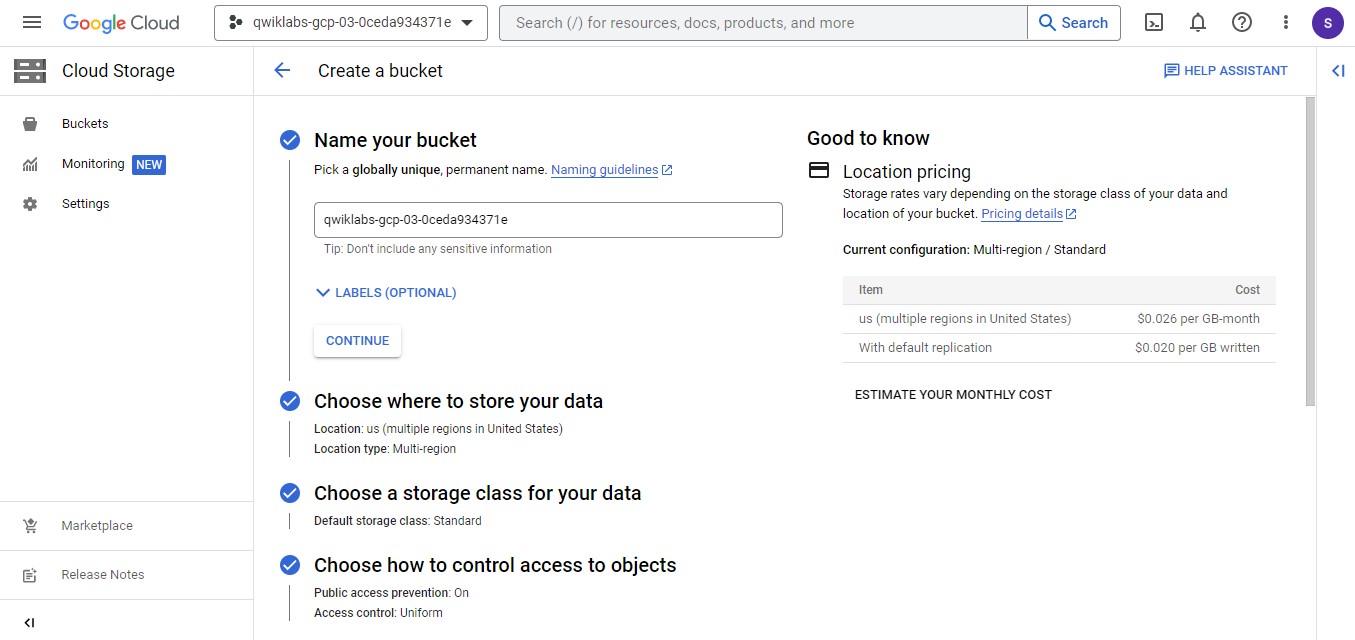 Google Cloud
qwiklabs-gcp-03-0ceda934371e
Search (/) for resources, docs, products, and more
Search
S
Cloud Storage
Create a bucket
HELP ASSISTANT
Buckets
Monitoring NEW
Settings
Marketplace
Release Notes
Name your bucket
Pick a globally unique, permanent name. Naming guidelines
qwiklabs-gcp-03-0ceda934371e
Tip: Don't include any sensitive information
LABELS (OPTIONAL)
CONTINUE
Choose where to store your data
Location: us (multiple regions in United States)
Location type: Multi-region
Choose a storage class for your data
Default storage class: Standard
Choose how to control access to objects
Public access prevention: On
Access control: Uniform
Good to know
Location pricing
Storage rates vary depending on the storage class of your data and
location of your bucket. Pricing details
Current configuration: Multi-region / Standard
Item Cost
us (multiple regions in United States) $0.026 per GB-month
With default replication $0.020 per GB written
ESTIMATE YOUR MONTHLY COST